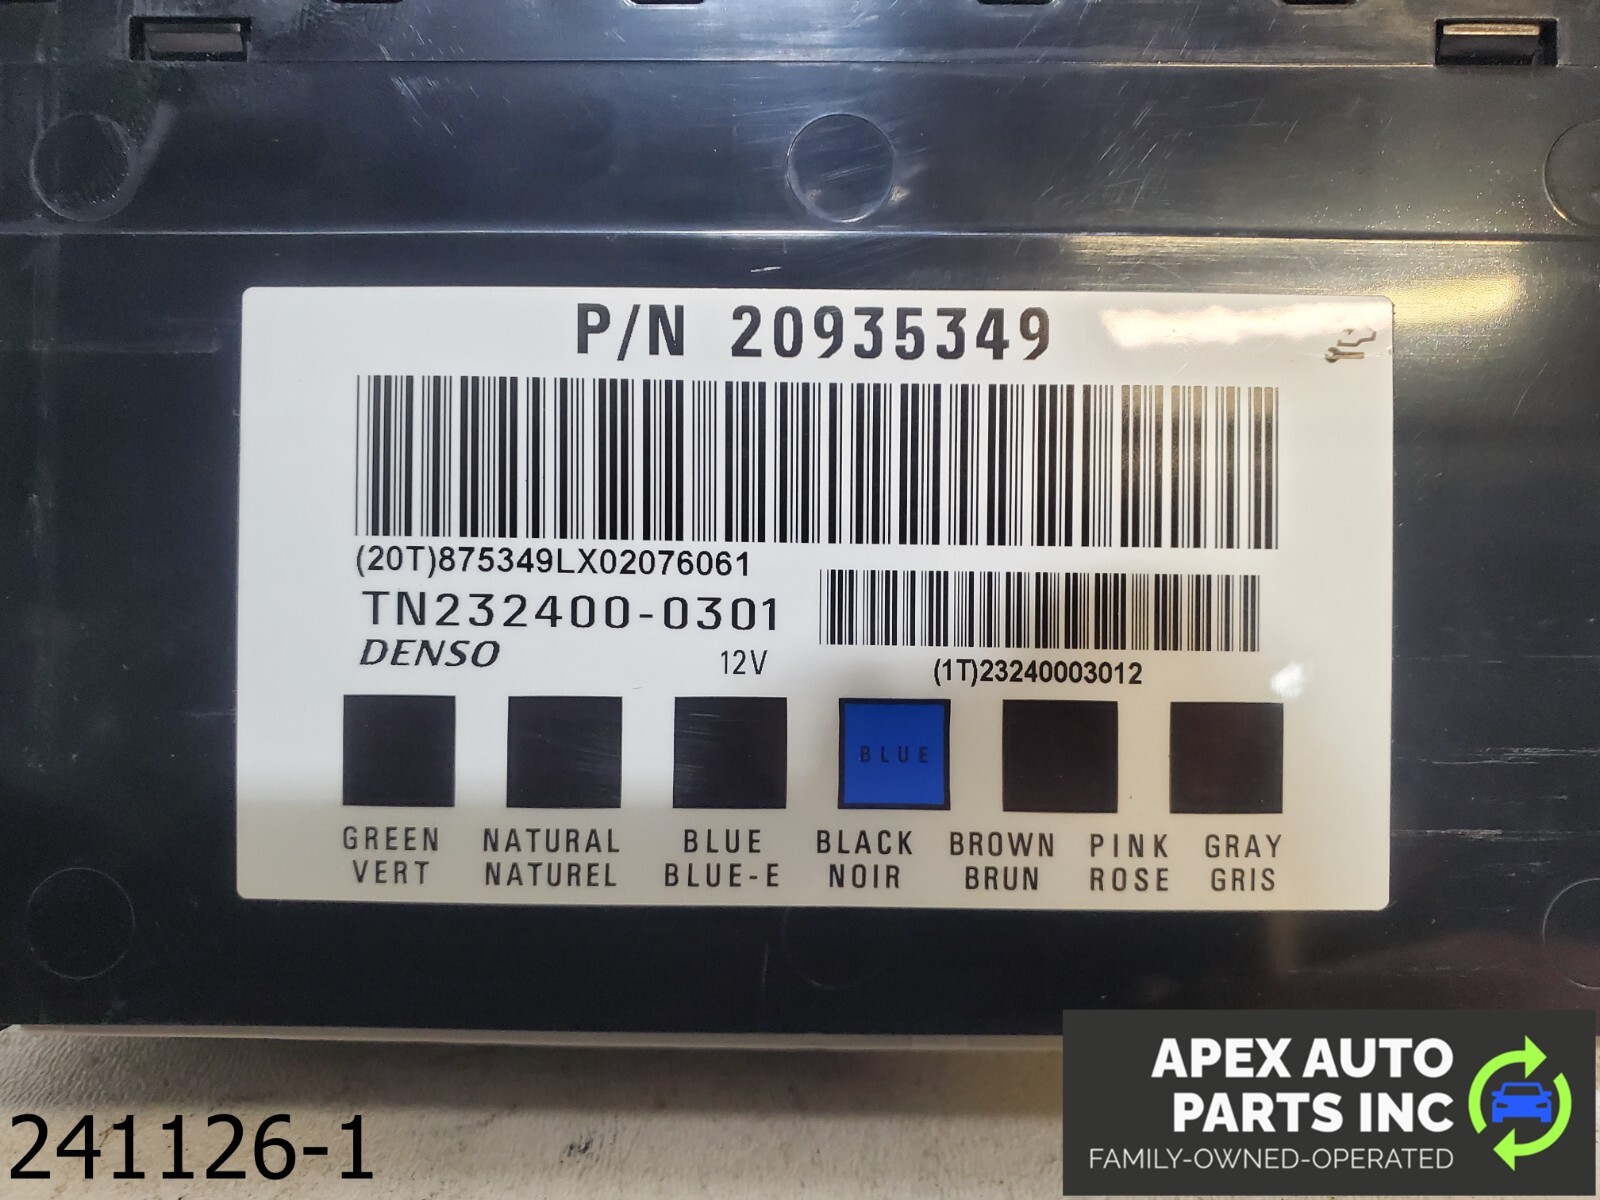 P/N 20935349
(20T)875349LX02076061
TN232400-0301
DENSO 12V
(1T)23240003012
BLUE
GREEN NATURAL BLUE BLACK BROWN PINK GRAY
VERT NATUREL BLUE-E NOIR BRUN ROSE GRIS
APEX AUTO
PARTS INC
FAMILY-OWNED-OPERATED
241126-1